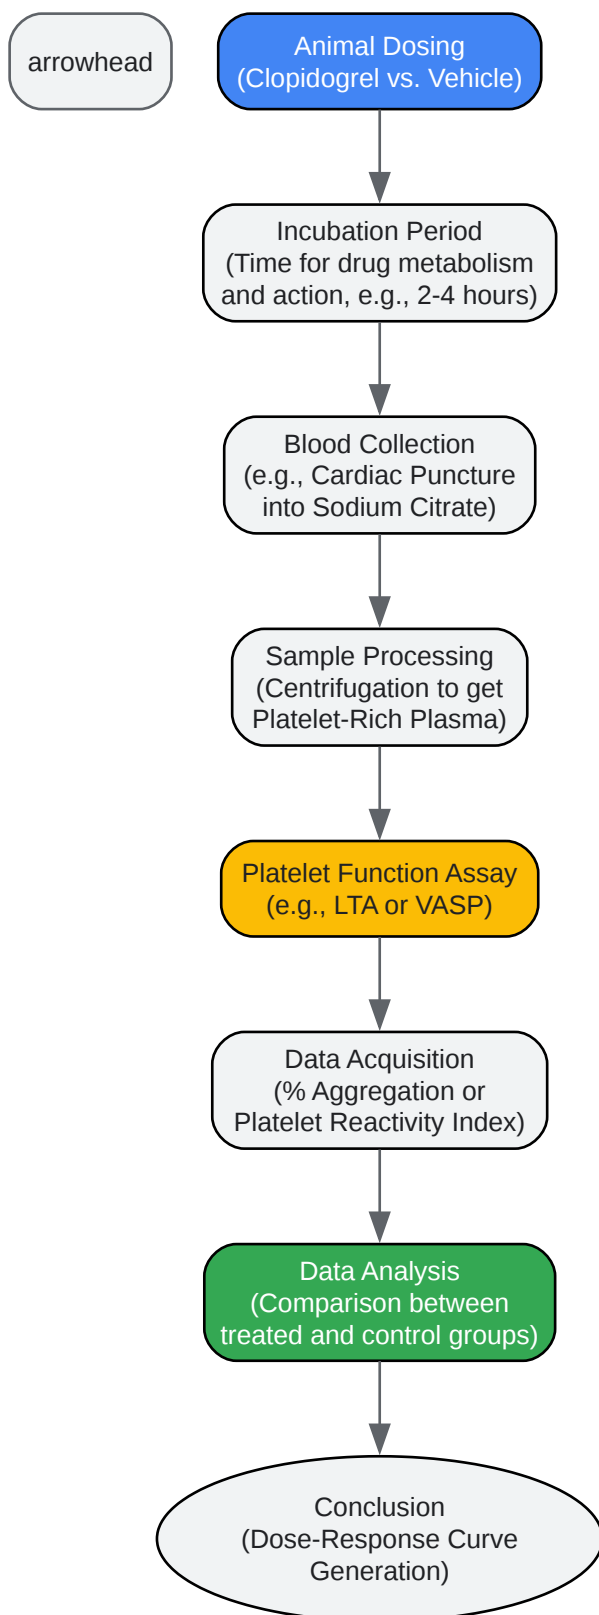 arrowhead
Animal Dosing
(Clopidogrel vs. Vehicle)
Incubation Period
(Time for drug metabolism
and action, e.g., 2-4 hours)
Blood Collection
(e.g., Cardiac Puncture
into Sodium Citrate)
Sample Processing
(Centrifugation to get
Platelet-Rich Plasma)
Platelet Function Assay
(e.g., LTA or VASP)
Data Acquisition
(% Aggregation or
Platelet Reactivity Index)
Data Analysis
(Comparison between
treated and control groups)
Conclusion
(Dose-Response Curve
Generation)